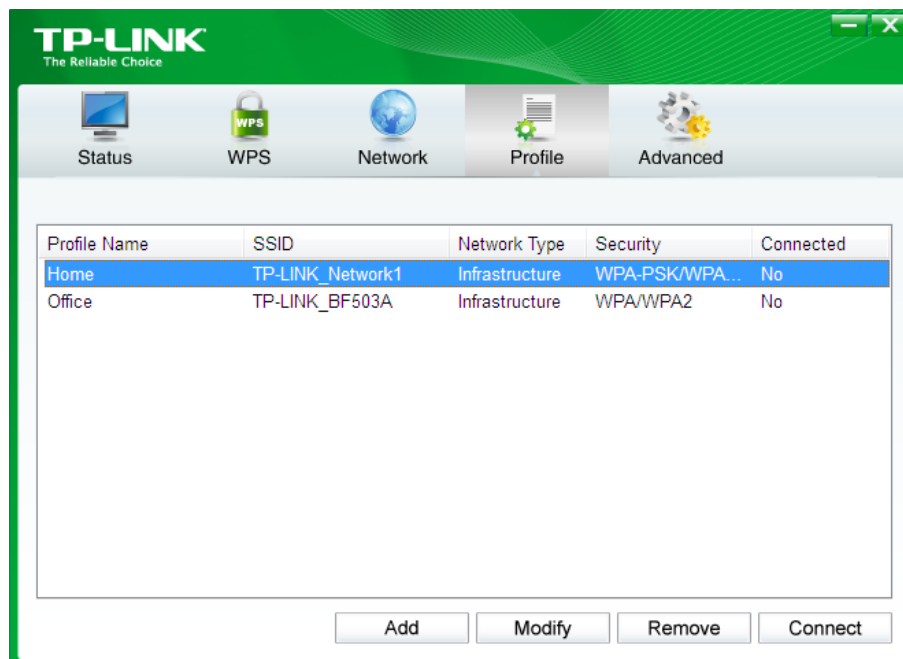 TP-LINK
The Reliable Choice
WPS
Status WPS Network Profile Advanced
Profile Name SSID Network Type Security Connected
Home TP-LINK_Network1 Infrastructure WPA-PSK/WPA... No
Office TP-LINK_BF503A Infrastructure WPA/WPA2 No
Add Modify Remove Connect